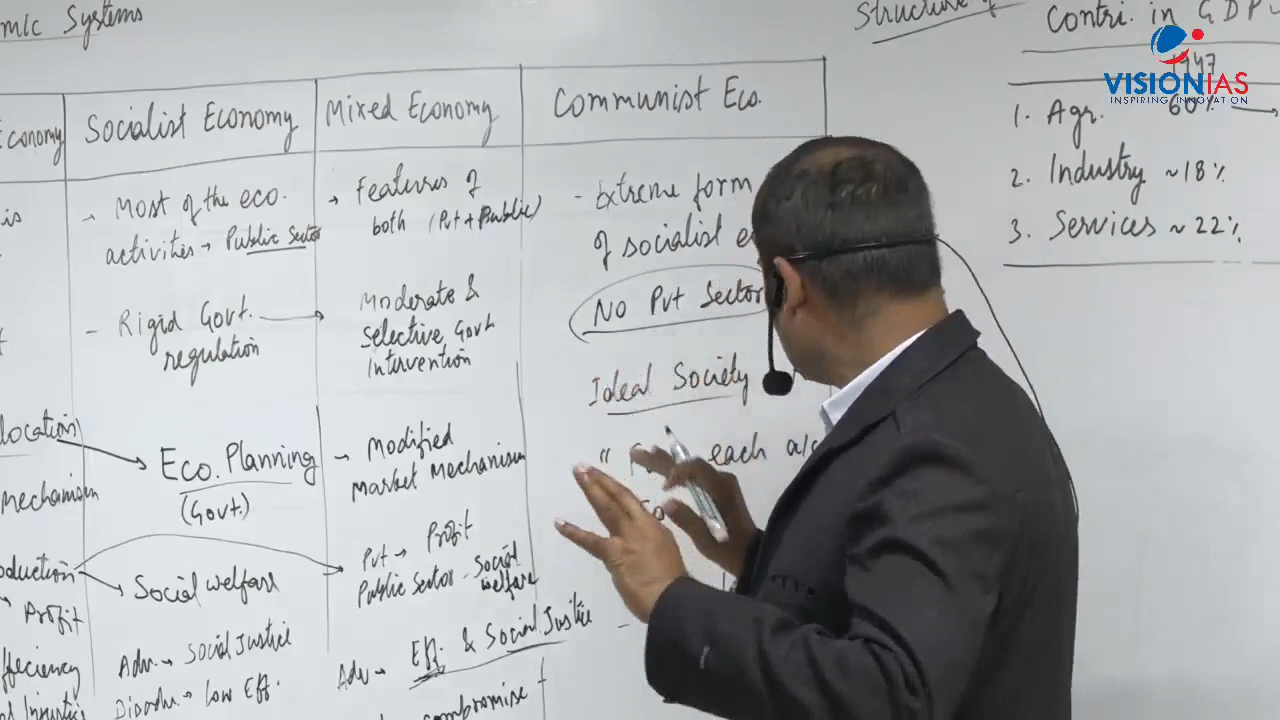 mic Systems
Economy
is
location
Mechanism
oduction
→ Profit
fficiency
Socialist Economy
→ Most of the eco.
activities → Public Sector
- Rigid Govt. →
regulation
Eco. Planning
(Govt.)
Social welfare
Adv. → Social Justice
Disadv. → Low Eff.
Mixed Economy
→ Features of
both (Pvt + Public)
Moderate &
Selective Govt
Intervention
- Modified
Market Mechanism
Pvt → Profit
Public Sector - Social
welfare
Adv → Eff. & Social Justice
compromise
Communist Eco.
- Extreme form
of socialist e
No Pvt Sector
Ideal Society
" each a/c
Structure of
Contri. in GDP
1947
1. Agr. 60% →
2. Industry ~18%
3. Services ~22%
VISIONIAS
INSPIRING INNOVATION